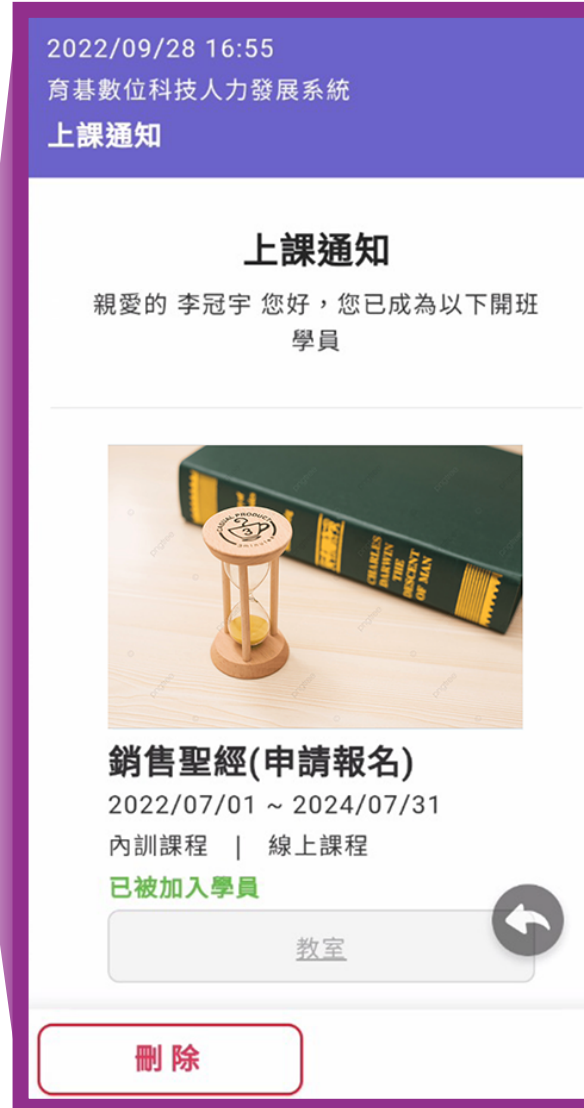 2022/09/28 16:55
育碁數位科技人力發展系統
上課通知
上課通知
親愛的 李冠宇 您好，您已成為以下開班
學員
CASUAL PRODUCT
3
3minutes
CHARLES
DARWIN
THE
DESCENT
OF MAN
銷售聖經(申請報名)
2022/07/01 ~ 2024/07/31
內訓課程 | 線上課程
已被加入學員
教室
刪除